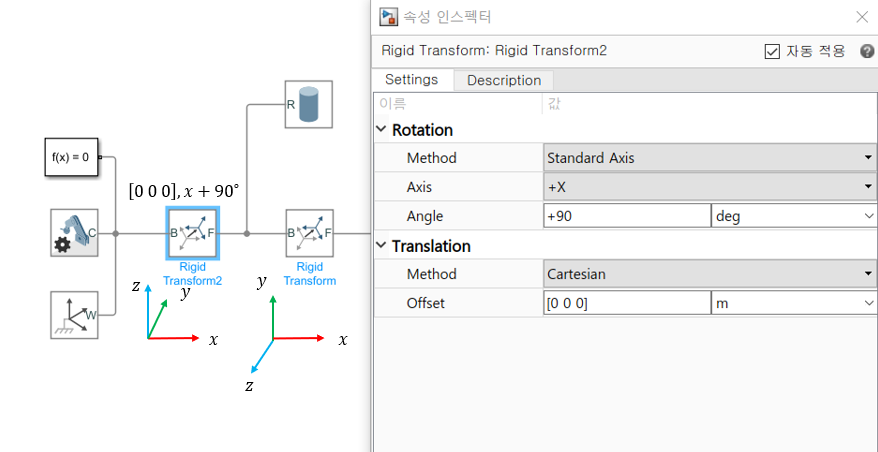 속성 인스펙터
Rigid Transform: Rigid Transform2
자동 적용
Settings
Description
이름
값
Rotation
Method
Standard Axis
Axis
+X
Angle
+90
deg
Translation
Method
Cartesian
Offset
[0 0 0]
m
R
f(x) = 0
[0 0 0], x + 90°
C
B
F
B
F
Rigid
Transform2
Rigid
Transform
W
z
y
x
y
x
z